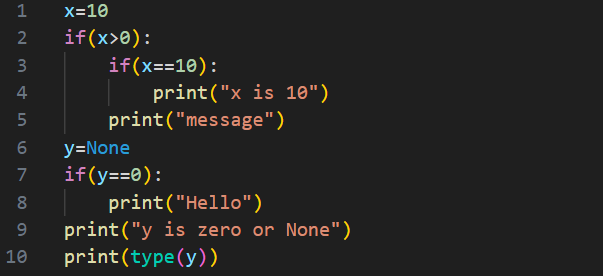 1 x=10
2 if(x>0):
3     if(x==10):
4         print("x is 10")
5     print("message")
6 y=None
7 if(y==0):
8     print("Hello")
9 print("y is zero or None")
10 print(type(y))